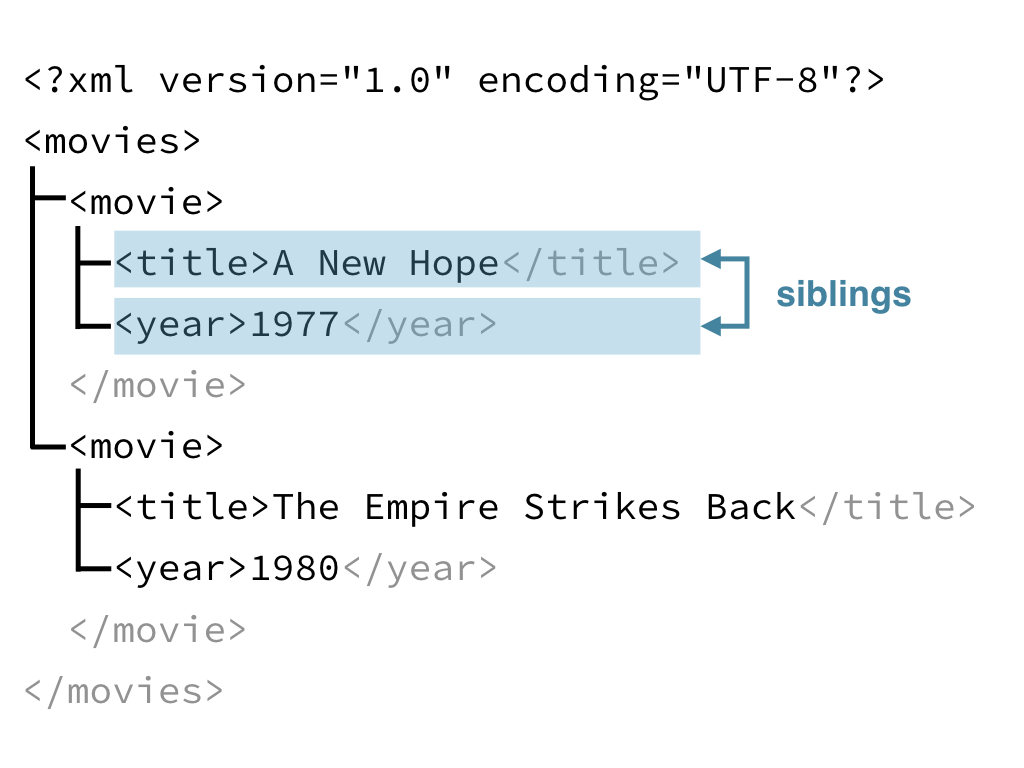 <?xml version="1.0" encoding="UTF-8"?>
<movies>
<movie>
<title>A New Hope</title>
<year>1977</year>
siblings
</movie>
<movie>
<title>The Empire Strikes Back</title>
<year>1980</year>
</movie>
</movies>